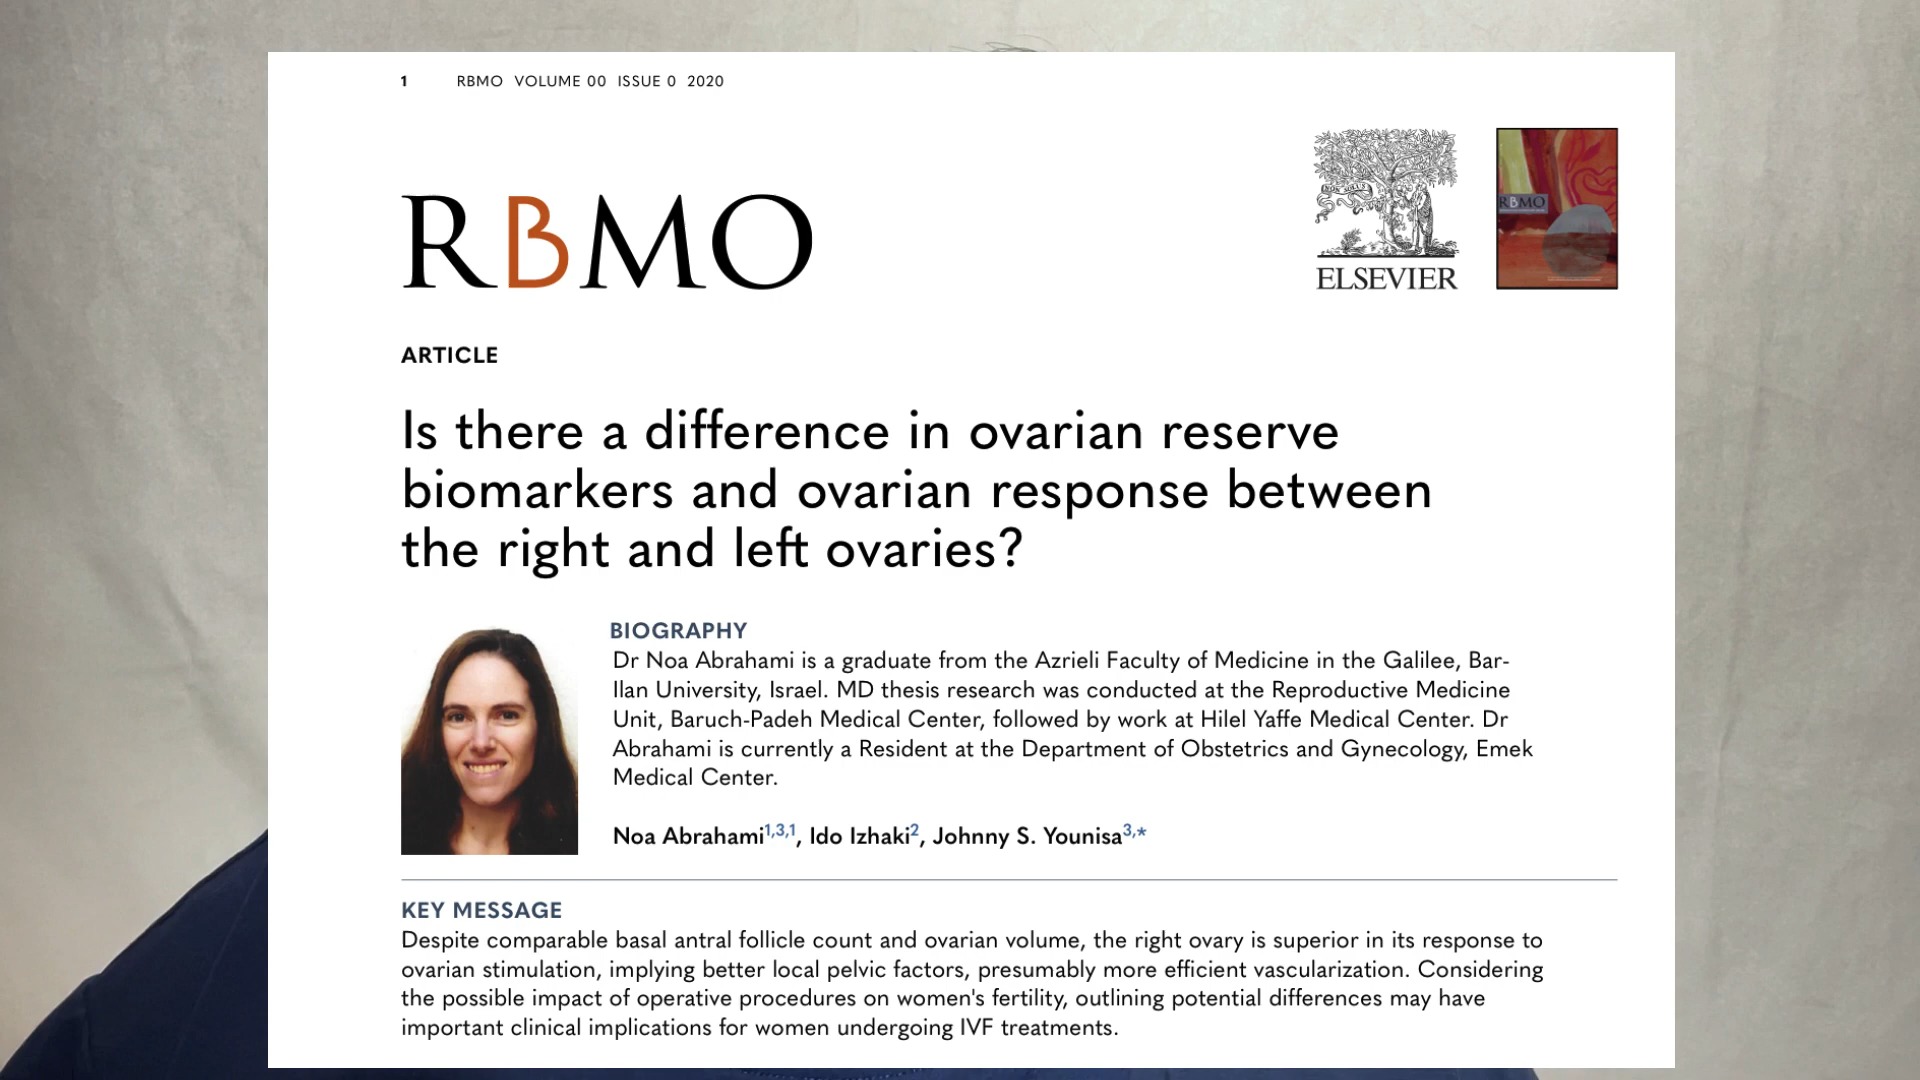 1 RBMO VOLUME 00 ISSUE 0 2020
RBMO
ELSEVIER
RBMO
ARTICLE
Is there a difference in ovarian reserve
biomarkers and ovarian response between
the right and left ovaries?
BIOGRAPHY
Dr Noa Abrahami is a graduate from the Azrieli Faculty of Medicine in the Galilee, Bar-
Ilan University, Israel. MD thesis research was conducted at the Reproductive Medicine
Unit, Baruch-Padeh Medical Center, followed by work at Hilel Yaffe Medical Center. Dr
Abrahami is currently a Resident at the Department of Obstetrics and Gynecology, Emek
Medical Center.
Noa Abrahami1,3,1, Ido Izhaki2, Johnny S. Younisa3,*
KEY MESSAGE
Despite comparable basal antral follicle count and ovarian volume, the right ovary is superior in its response to
ovarian stimulation, implying better local pelvic factors, presumably more efficient vascularization. Considering
the possible impact of operative procedures on women's fertility, outlining potential differences may have
important clinical implications for women undergoing IVF treatments.